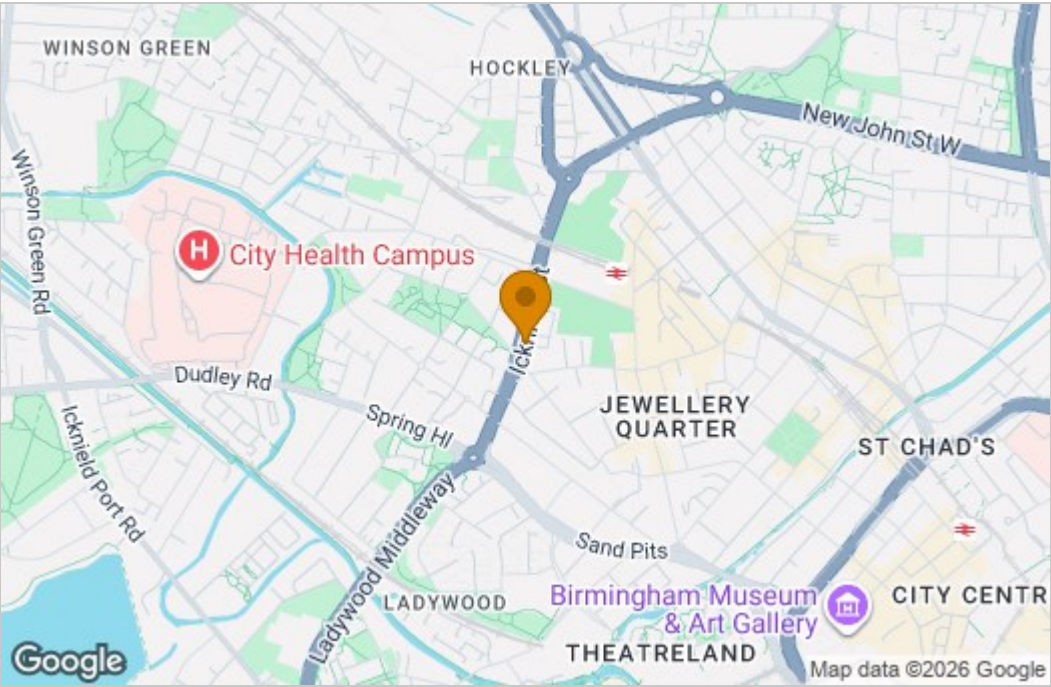 WINSON GREEN
HOCKLEY
New John St W
Winson Green Rd
H City Health Campus
Dudley Rd
Spring Hl
JEWELLERY
QUARTER
ST CHAD'S
Icknield Port Rd
Sand Pits
Ladywood Middleway
LADYWOOD
Birmingham Museum
& Art Gallery
CITY CENTR
THEATRELAND
Google
Map data ©2026 Google